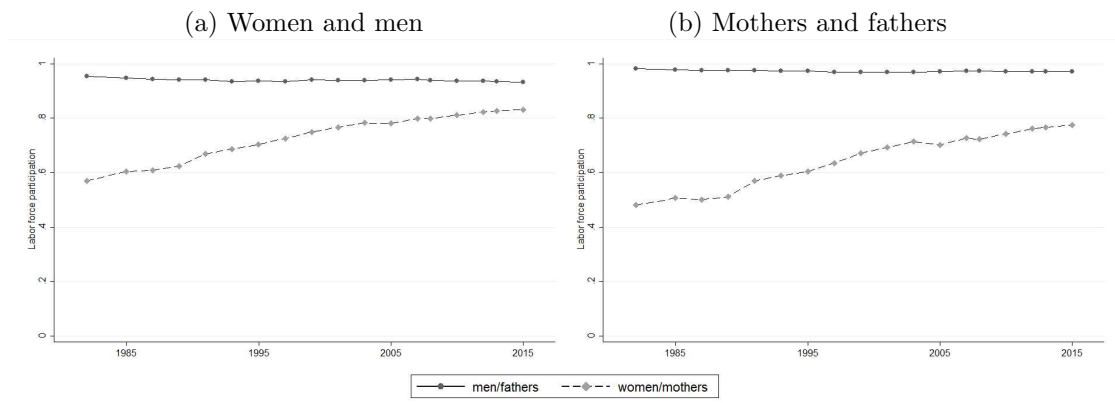 (a) Women and men
Labor force participation
1
.8
.6
.4
.2
0
1985 1995 2005 2015
(b) Mothers and fathers
Labor force participation
1
.8
.6
.4
.2
0
1985 1995 2005 2015
men/fathers women/mothers